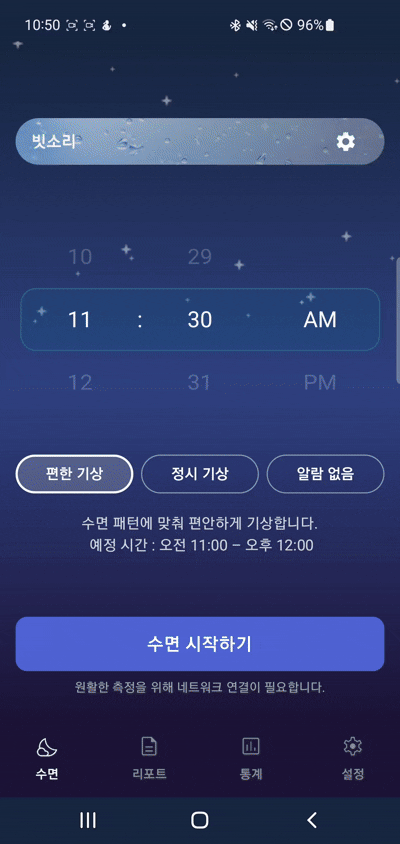 10:50 96%
빗소리
10 29
11 : 30 AM
12 31 PM
편한 기상 정시 기상 알람 없음
수면 패턴에 맞춰 편안하게 기상합니다.
예정 시간 : 오전 11:00 – 오후 12:00
수면 시작하기
원활한 측정을 위해 네트워크 연결이 필요합니다.
수면 리포트 통계 설정